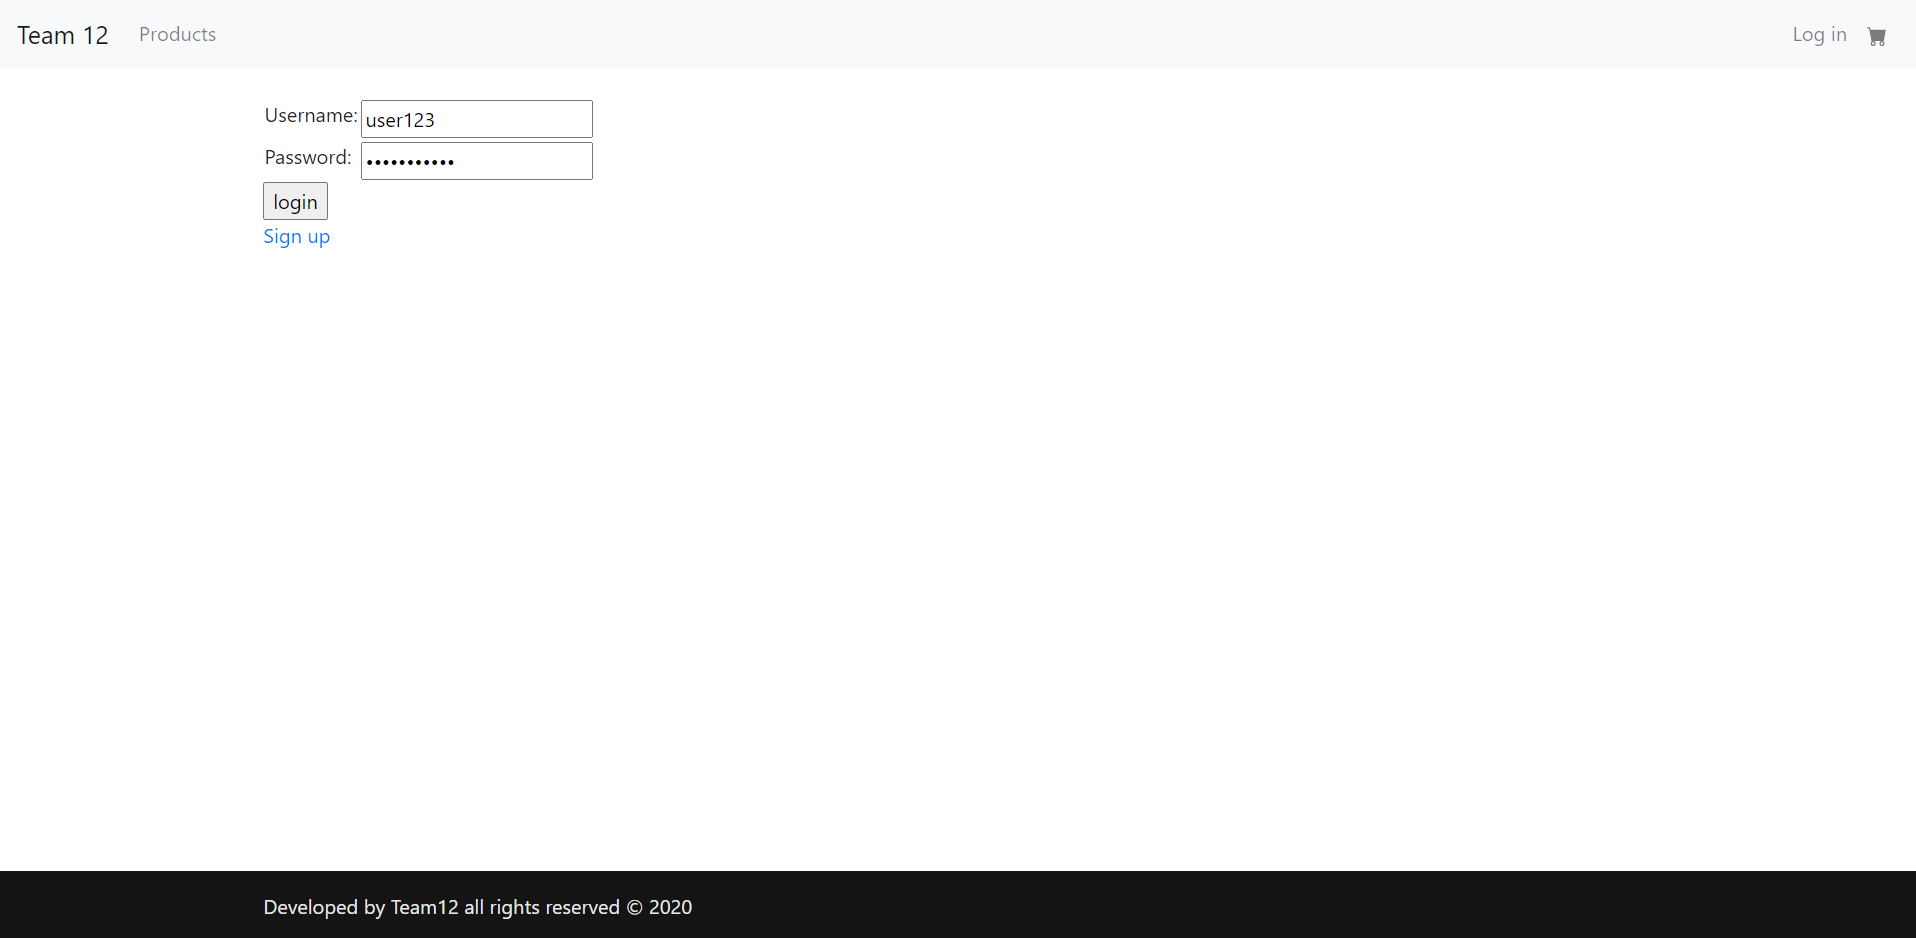 Team 12 Products Log in
Username: user123
Password: •••••••••••
login
Sign up
Developed by Team12 all rights reserved © 2020